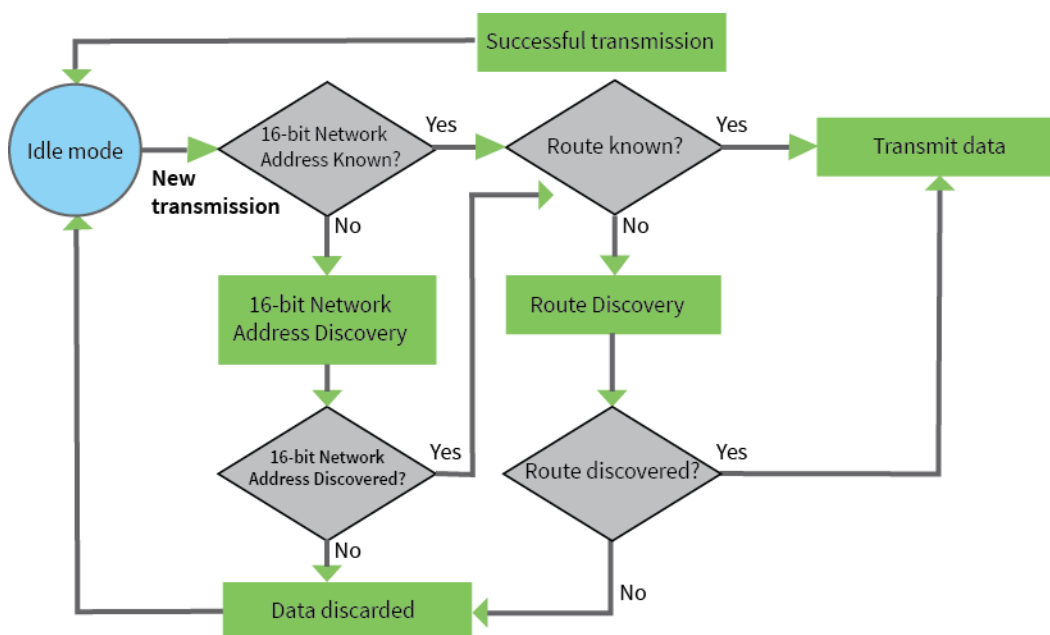 Successful transmission
Idle mode
New
transmission
16-bit Network
Address Known?
Yes
Route known?
Yes
Transmit data
No
No
16-bit Network
Address Discovery
Route Discovery
16-bit Network
Address Discovered?
Yes
Route discovered?
Yes
No
No
Data discarded